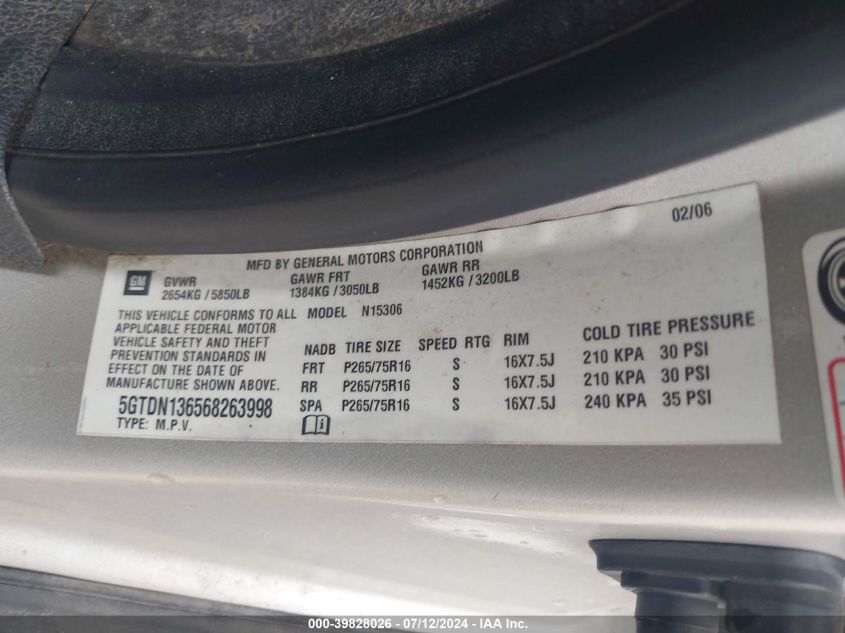 02/06
MFD BY GENERAL MOTORS CORPORATION
GM
GVWR GAWR FRT GAWR RR
2654KG / 5850LB 1384KG / 3050LB 1452KG / 3200LB
THIS VEHICLE CONFORMS TO ALL MODEL N15306
APPLICABLE FEDERAL MOTOR
VEHICLE SAFETY AND THEFT
PREVENTION STANDARDS IN
EFFECT ON THE DATE OF
MANUFACTURE SHOWN ABOVE.
5GTDN136568263998
TYPE: M.P.V.
NADB TIRE SIZE SPEED RTG RIM COLD TIRE PRESSURE
FRT P265/75R16 S 16X7.5J 210 KPA 30 PSI
RR P265/75R16 S 16X7.5J 210 KPA 30 PSI
SPA P265/75R16 S 16X7.5J 240 KPA 35 PSI
000-39828026 - 07/12/2024 - IAA Inc.